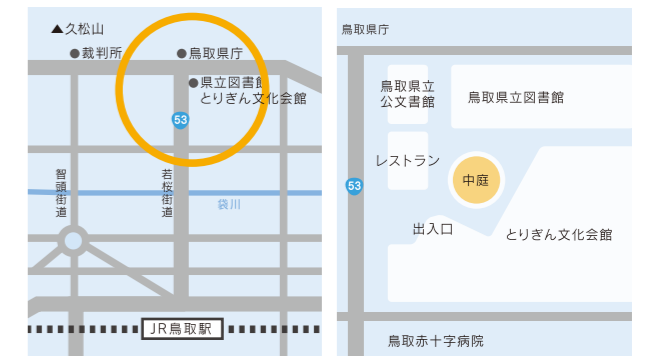 ▲久松山
●裁判所
●鳥取県庁
●県立図書館
とりぎん文化会館
53
智頭街道
若桜街道
袋川
JR鳥取駅
鳥取県庁
鳥取県立
公文書館
鳥取県立図書館
レストラン
中庭
53
出入口
とりぎん文化会館
鳥取赤十字病院